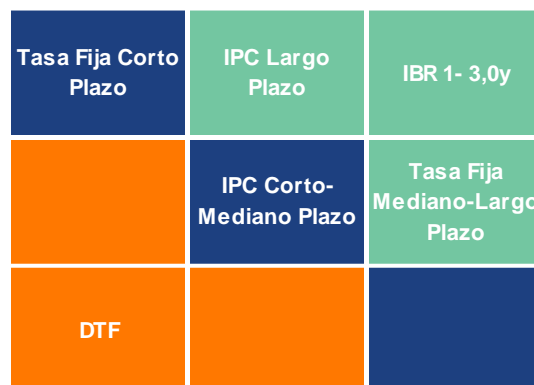 Tasa Fija Corto
Plazo
IPC Largo
Plazo
IBR 1- 3,0y
IPC Corto-
Mediano Plazo
Tasa Fija
Mediano-Largo
Plazo
DTF